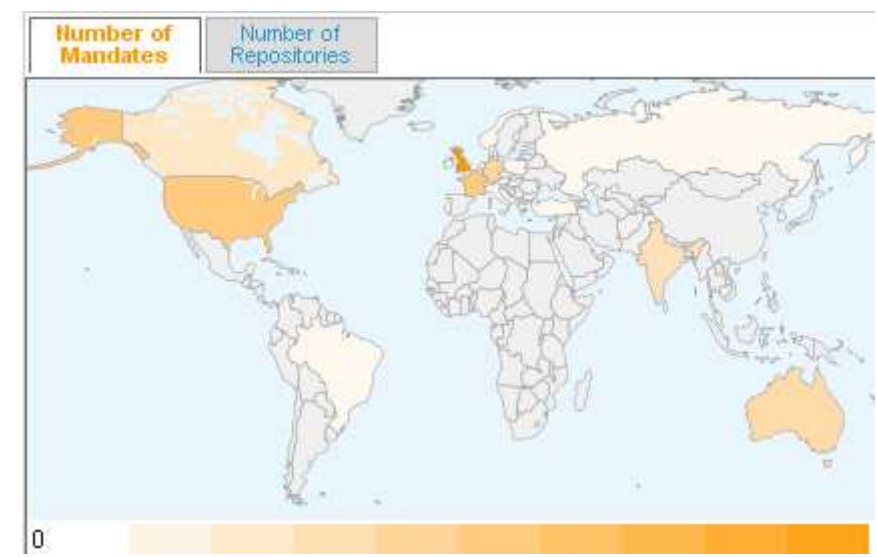 Number of
Mandates
Number of
Repositories
0